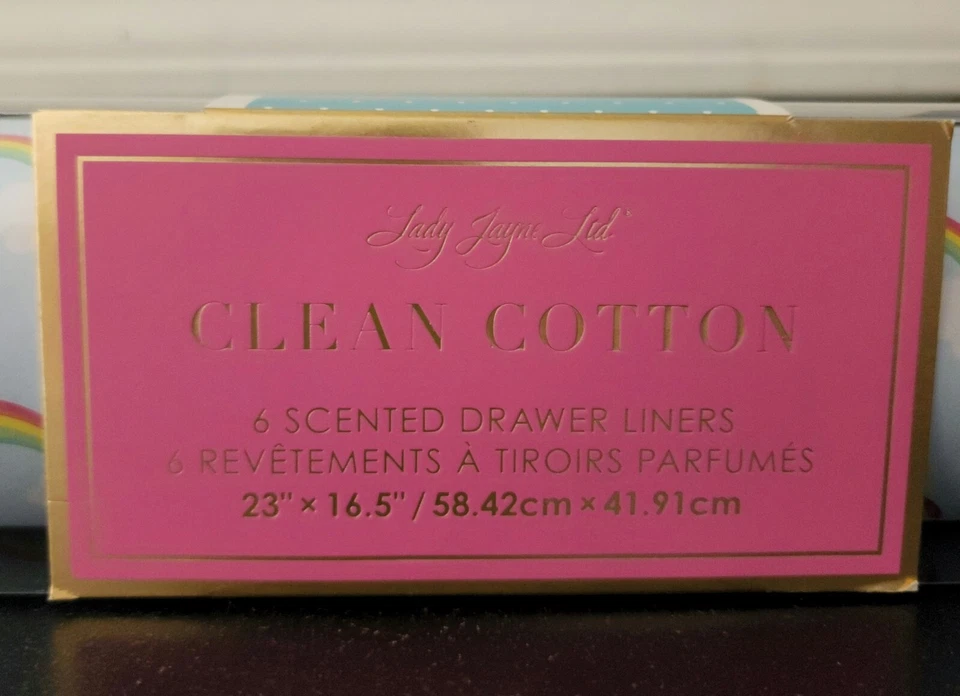 Lady Jayne Ltd.
CLEAN COTTON
6 SCENTED DRAWER LINERS
6 REVÊTEMENTS À TIROIRS PARFUMÉS
23" × 16.5" / 58.42cm × 41.91cm